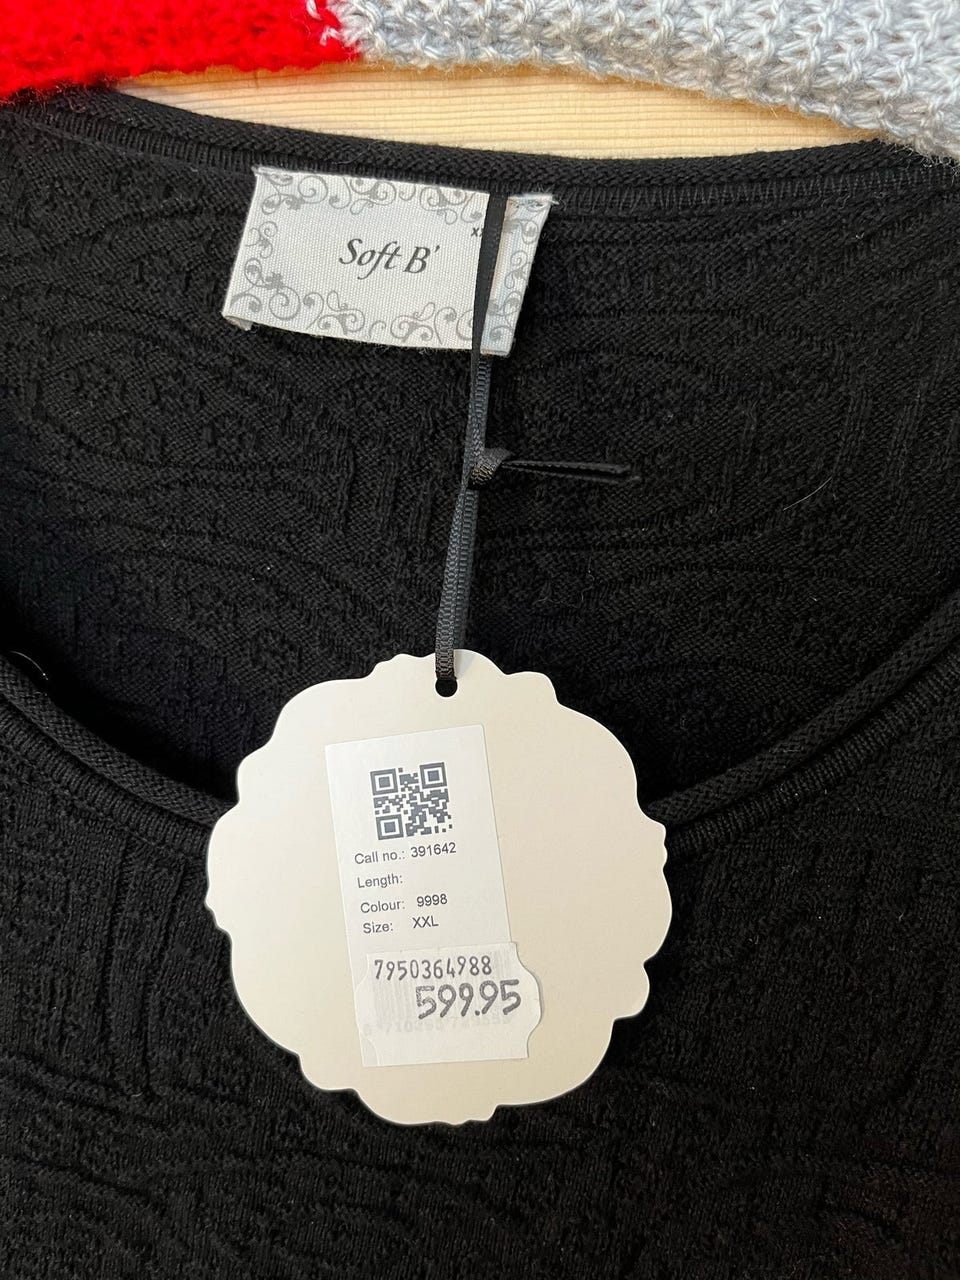 Soft B'
Call no.: 391642
Length:
Colour: 9998
Size: XXL
7950364988
599.95